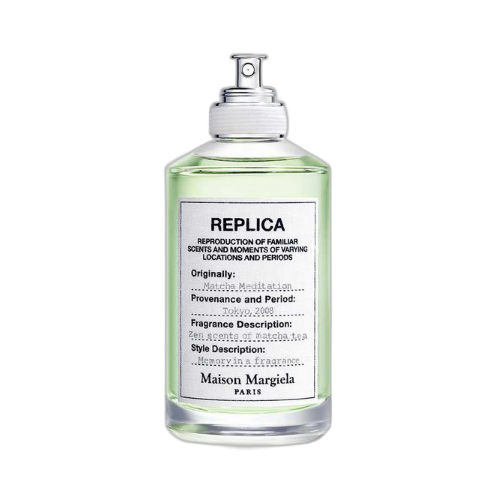 REPLICA
REPRODUCTION OF FAMILIAR
SCENTS AND MOMENTS OF VARYING
LOCATIONS AND PERIODS
Originally:
Matcha Meditation
Provenance and Period:
Tokyo, 2008
Fragrance Description:
Zen scents of matcha tea
Style Description:
Memory in a fragrance
Maison Margiela
PARIS